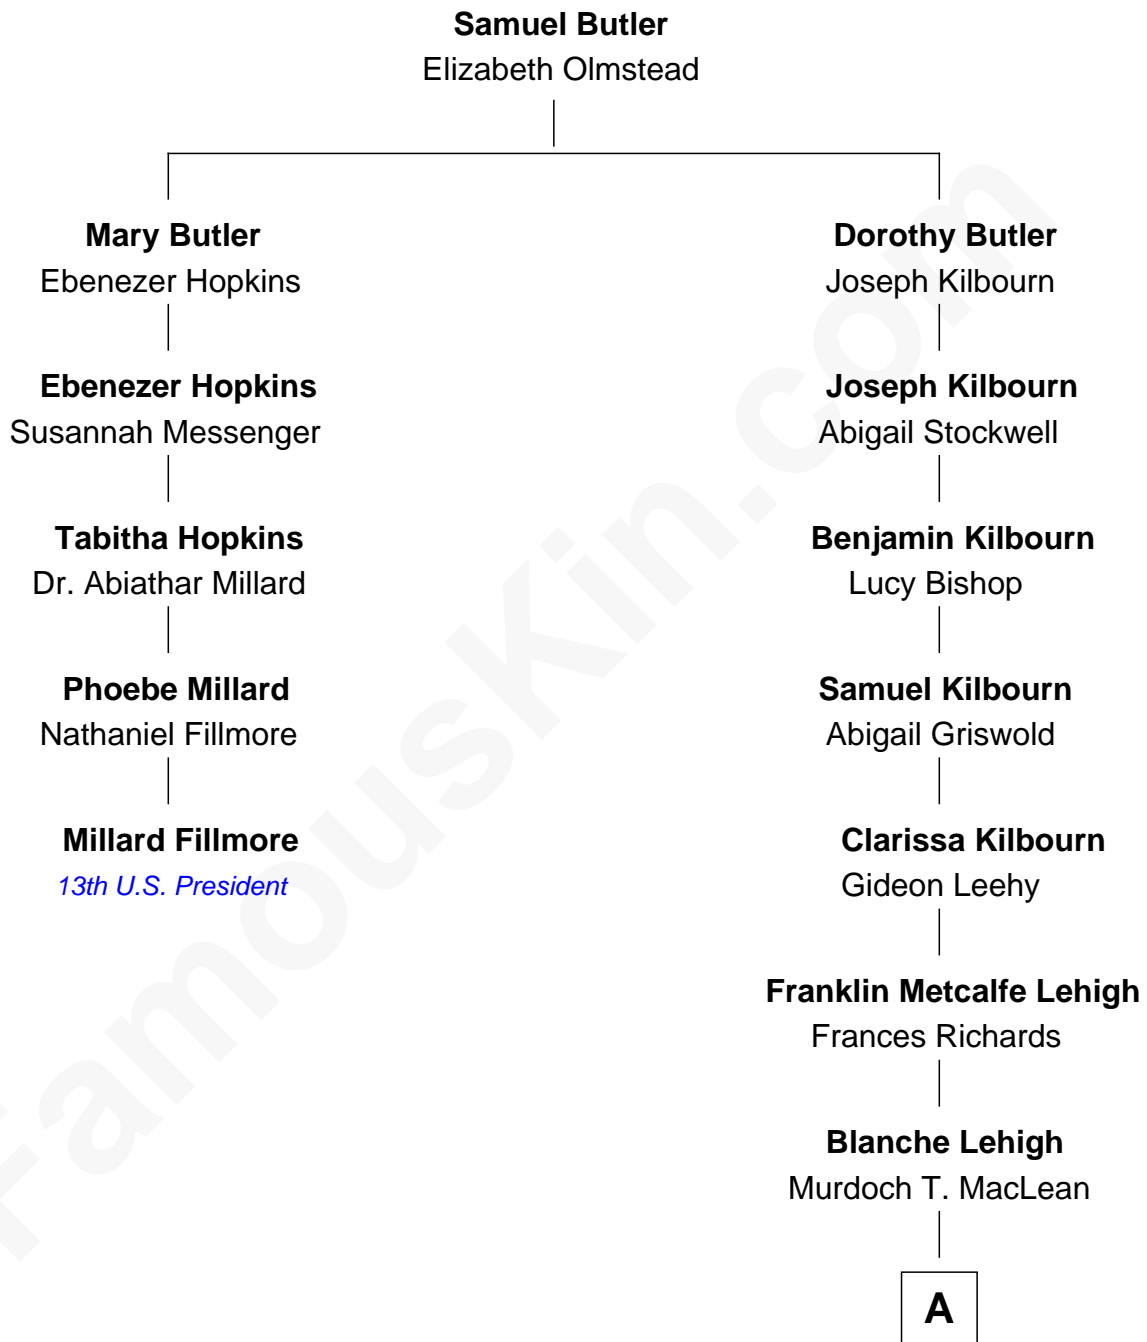 Samuel Butler
Elizabeth Olmstead
Mary Butler
Ebenezer Hopkins
Ebenezer Hopkins
Susannah Messenger
Tabitha Hopkins
Dr. Abiathar Millard
Phoebe Millard
Nathaniel Fillmore
Millard Fillmore
13th U.S. President
Dorothy Butler
Joseph Kilbourn
Joseph Kilbourn
Abigail Stockwell
Benjamin Kilbourn
Lucy Bishop
Samuel Kilbourn
Abigail Griswold
Clarissa Kilbourn
Gideon Leehy
Franklin Metcalfe Lehigh
Frances Richards
Blanche Lehigh
Murdoch T. MacLean
A
FamousKin.com